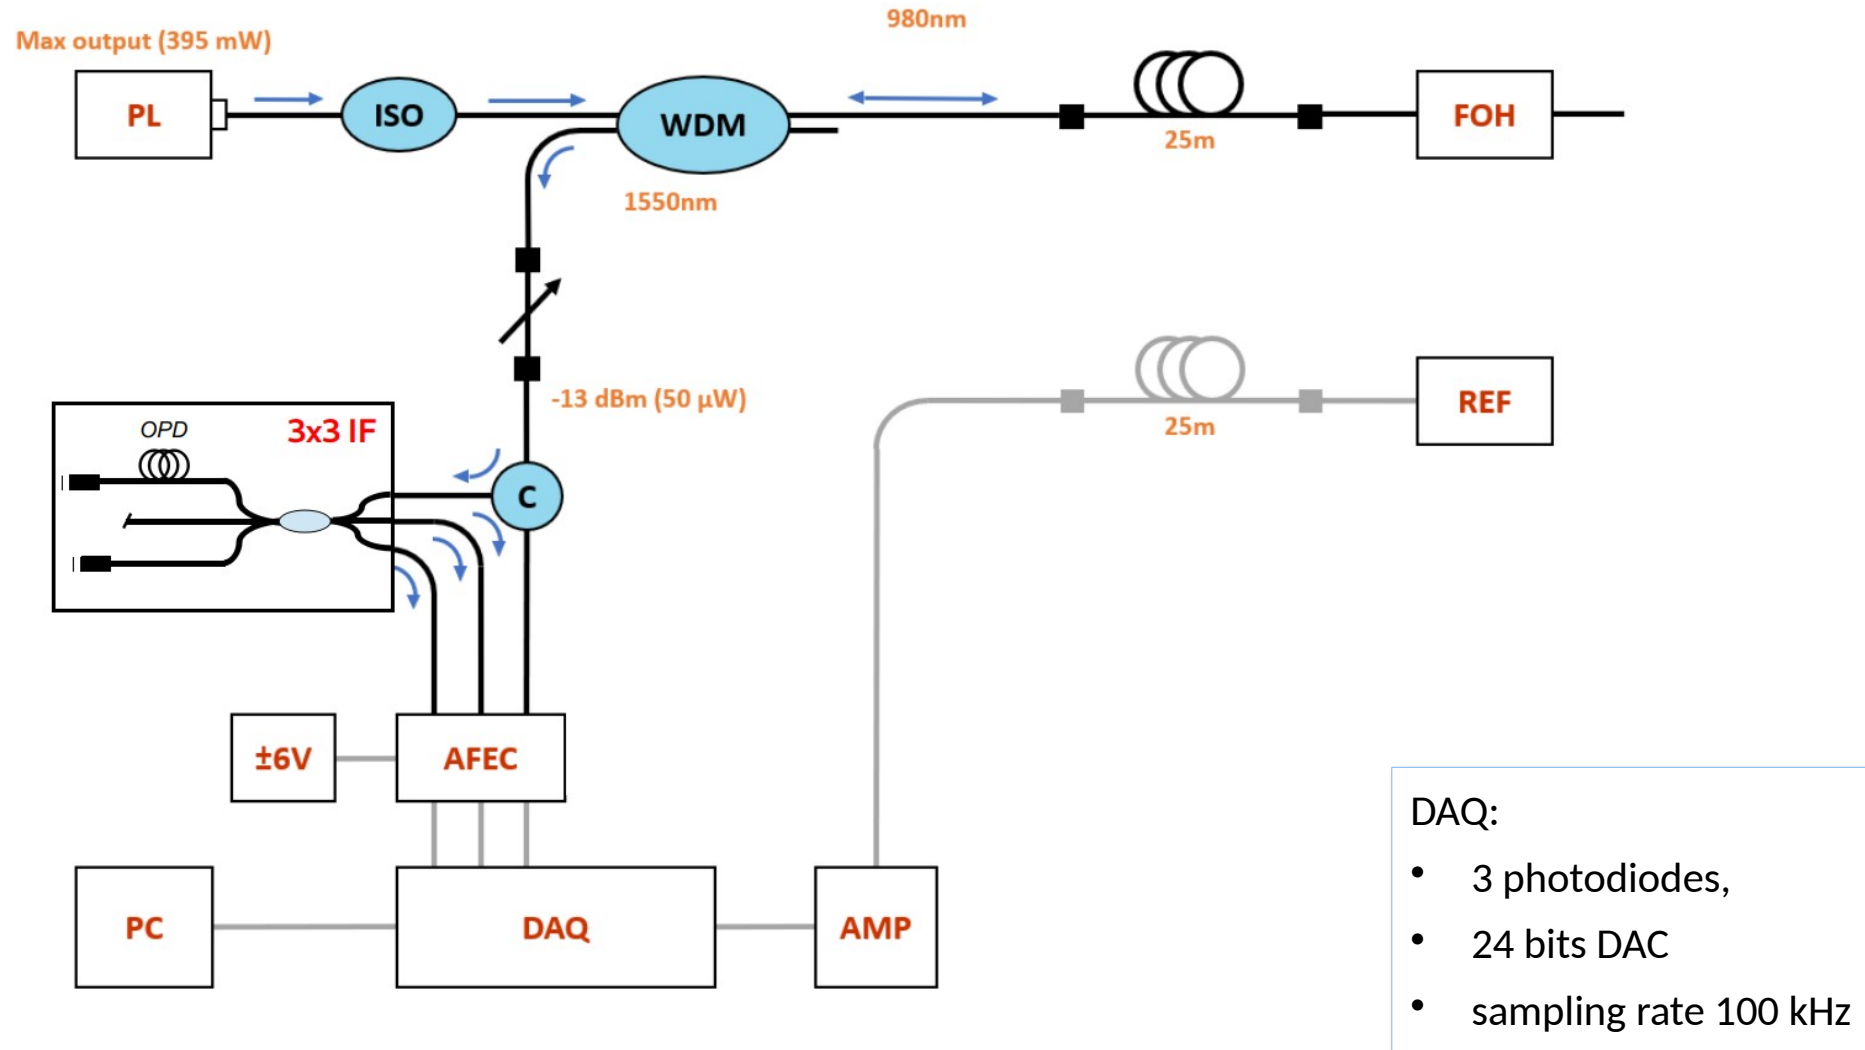 980nm
Max output (395 mW)
PL
ISO
WDM
FOH
25m
1550nm
-13 dBm (50 µW)
REF
25m
OPD
3x3 IF
C
±6V
AFEC
PC
DAQ
AMP
DAQ:
• 3 photodiodes,
• 24 bits DAC
• sampling rate 100 kHz